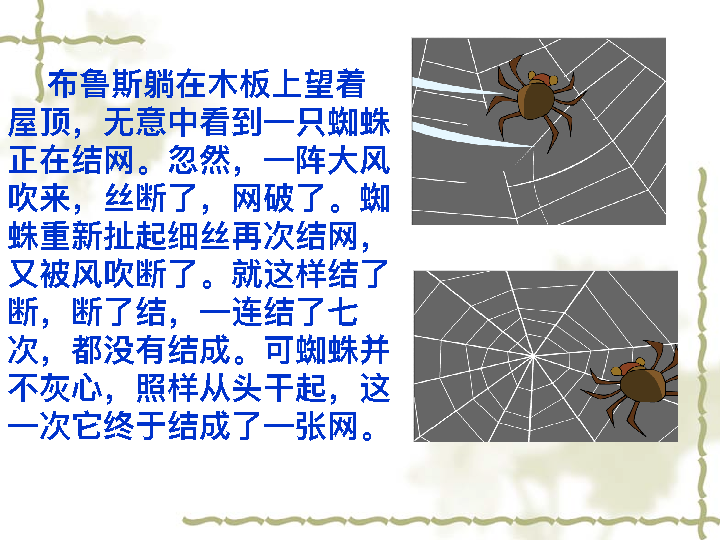 布鲁斯躺在木板上望着
屋顶，无意中看到一只蜘蛛
正在结网。忽然，一阵大风
吹来，丝断了，网破了。蜘
蛛重新扯起细丝再次结网，
又被风吹断了。就这样结了
断，断了结，一连结了七
次，都没有结成。可蜘蛛并
不灰心，照样从头干起，这
一次它终于结成了一张网。